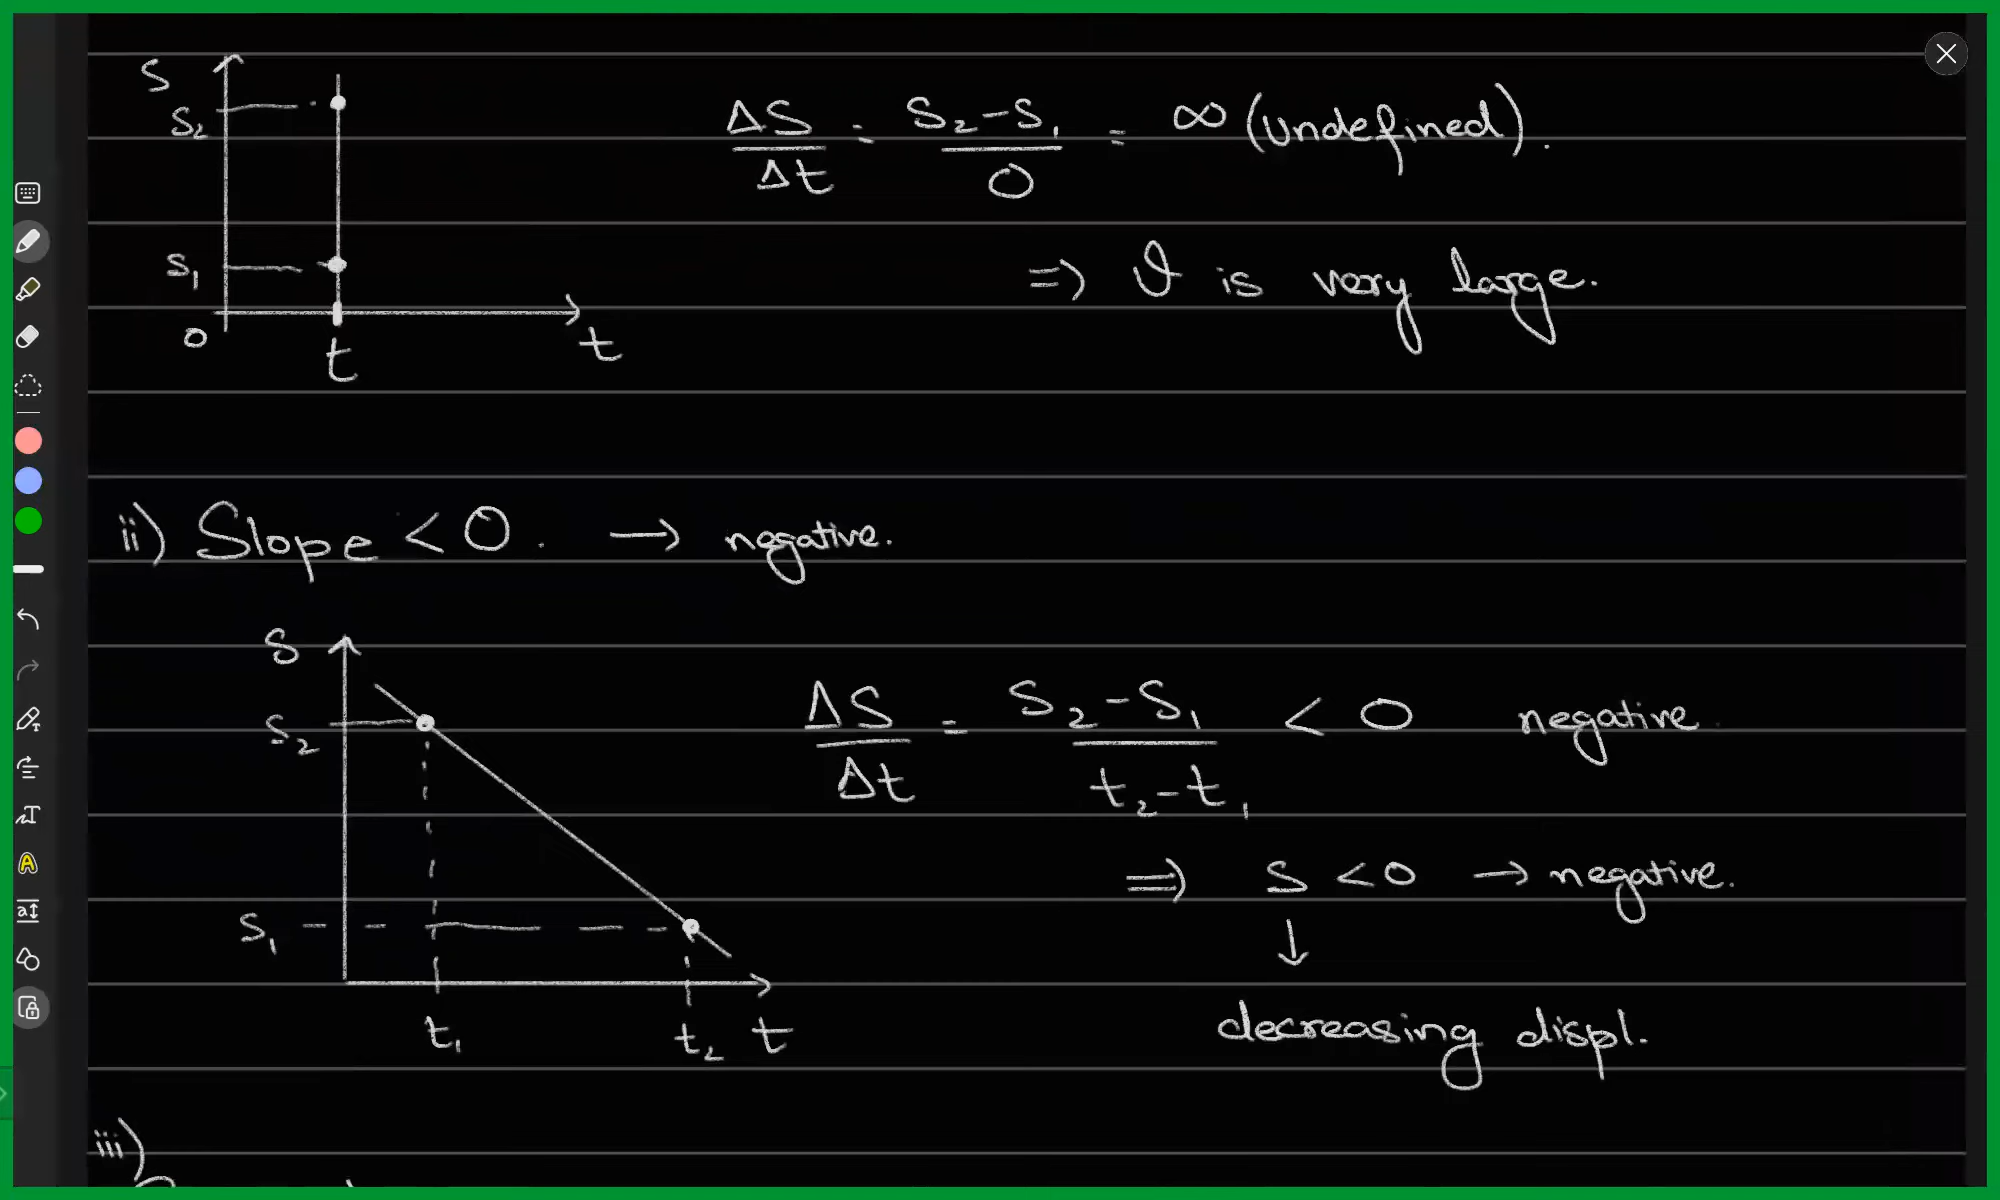 S
S₂
S₁
0
t
t
ΔS/Δt = S₂-S₁/0 = ∞ (undefined).
=> ϑ is very large.
ii) Slope < 0. → negative.
S
S₂
S₁
t₁
t₂
t
ΔS/Δt = S₂-S₁/t₂-t₁ < 0 negative
=> S < 0 → negative.
↓
decreasing displ.
iii)